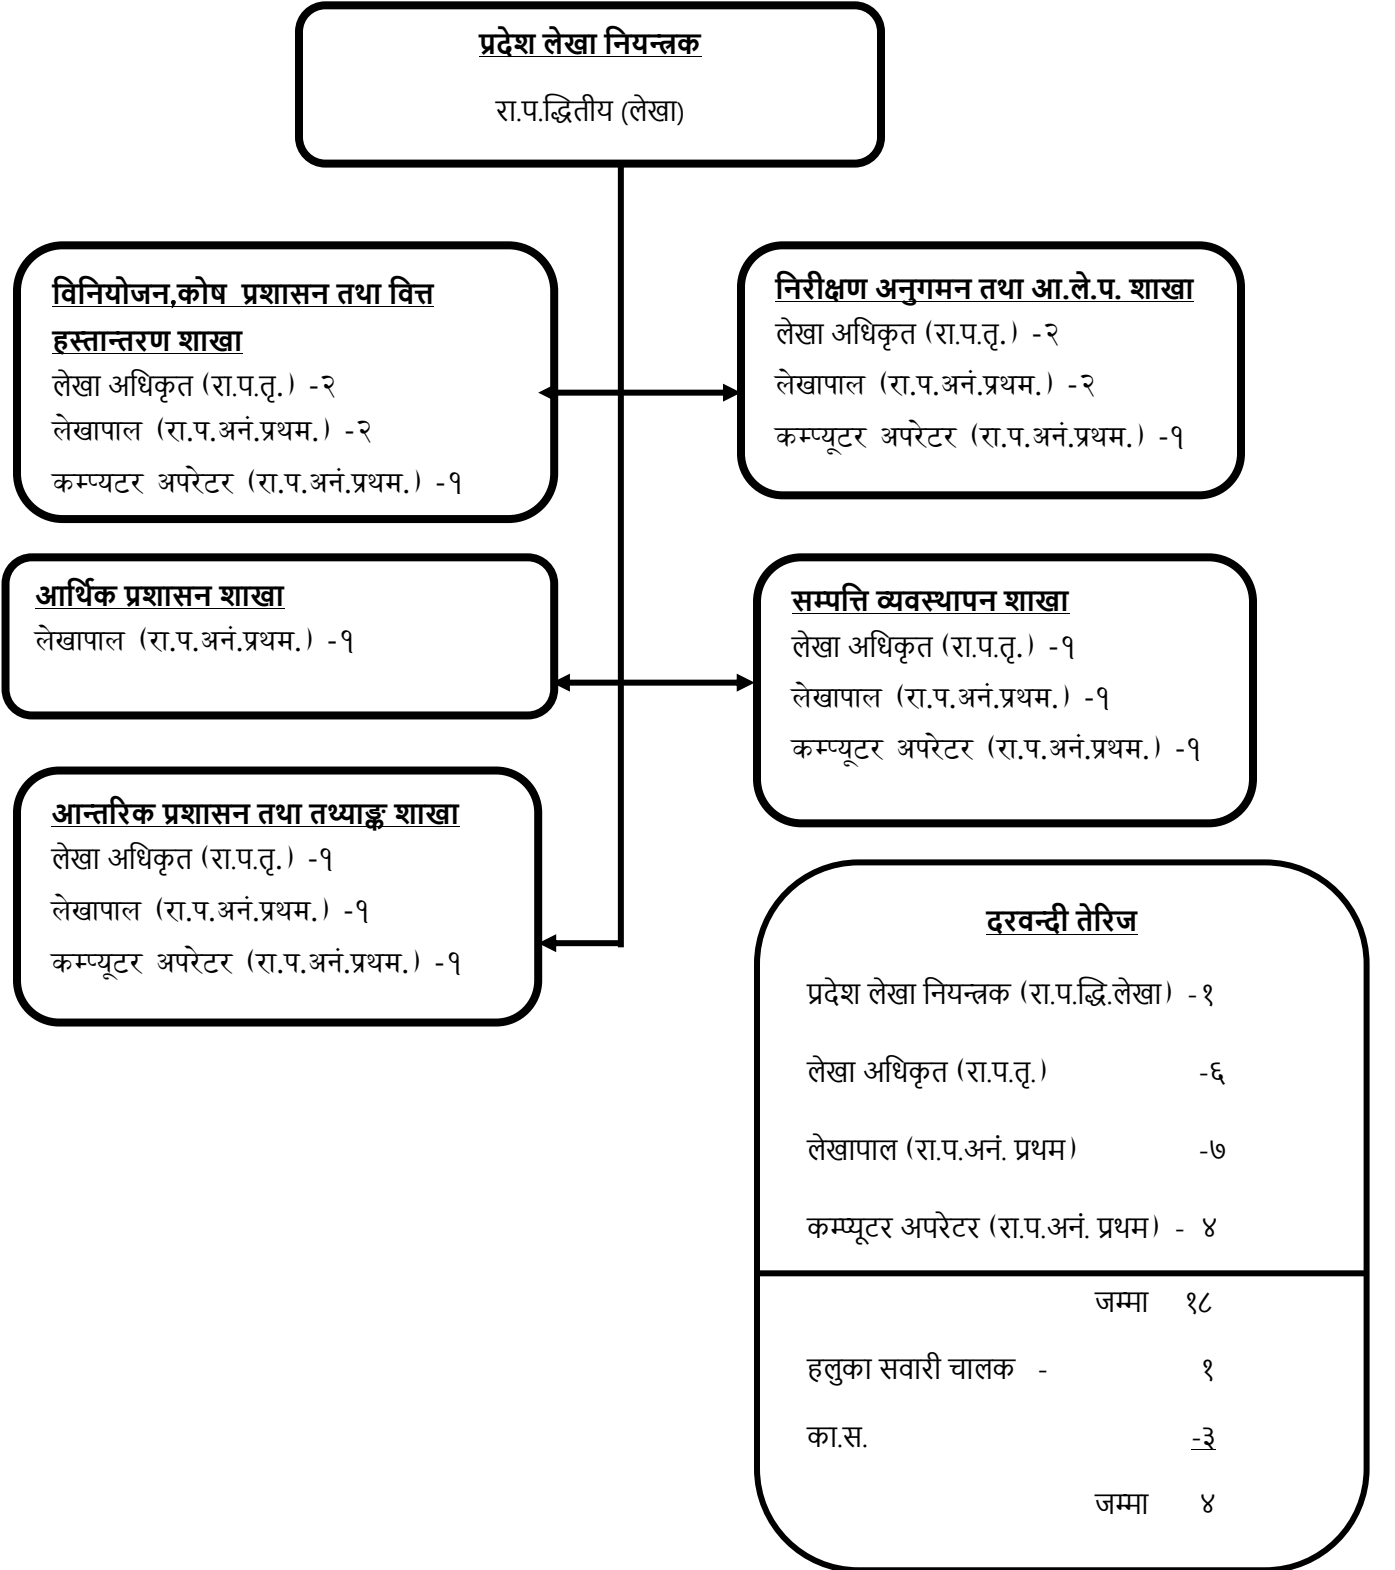 प्रदेश लेखा नियन्त्रक
रा.प.द्धितीय (लेखा)
विनियोजन,कोष प्रशासन तथा वित्त
हस्तान्तरण शाखा
लेखा अधिकृत (रा.प.तृ.) -२
लेखापाल (रा.प.अनं.प्रथम.) -२
कम्प्यटर अपरेटर (रा.प.अनं.प्रथम.) -१
निरीक्षण अनुगमन तथा आ.ले.प. शाखा
लेखा अधिकृत (रा.प.तृ.) -२
लेखापाल (रा.प.अनं.प्रथम.) -२
कम्प्यूटर अपरेटर (रा.प.अनं.प्रथम.) -१
आर्थिक प्रशासन शाखा
लेखापाल (रा.प.अनं.प्रथम.) -१
सम्पत्ति व्यवस्थापन शाखा
लेखा अधिकृत (रा.प.तृ.) -१
लेखापाल (रा.प.अनं.प्रथम.) -१
कम्प्यूटर अपरेटर (रा.प.अनं.प्रथम.) -१
आन्तरिक प्रशासन तथा तथ्याङ्क शाखा
लेखा अधिकृत (रा.प.तृ.) -१
लेखापाल (रा.प.अनं.प्रथम.) -१
कम्प्यूटर अपरेटर (रा.प.अनं.प्रथम.) -१
दरवन्दी तेरिज
प्रदेश लेखा नियन्त्रक (रा.प.द्धि.लेखा) -१
लेखा अधिकृत (रा.प.तृ.) -६
लेखापाल (रा.प.अनं. प्रथम) -७
कम्प्यूटर अपरेटर (रा.प.अनं. प्रथम) - ४
जम्मा १८
हलुका सवारी चालक - १
का.स. -३
जम्मा ४